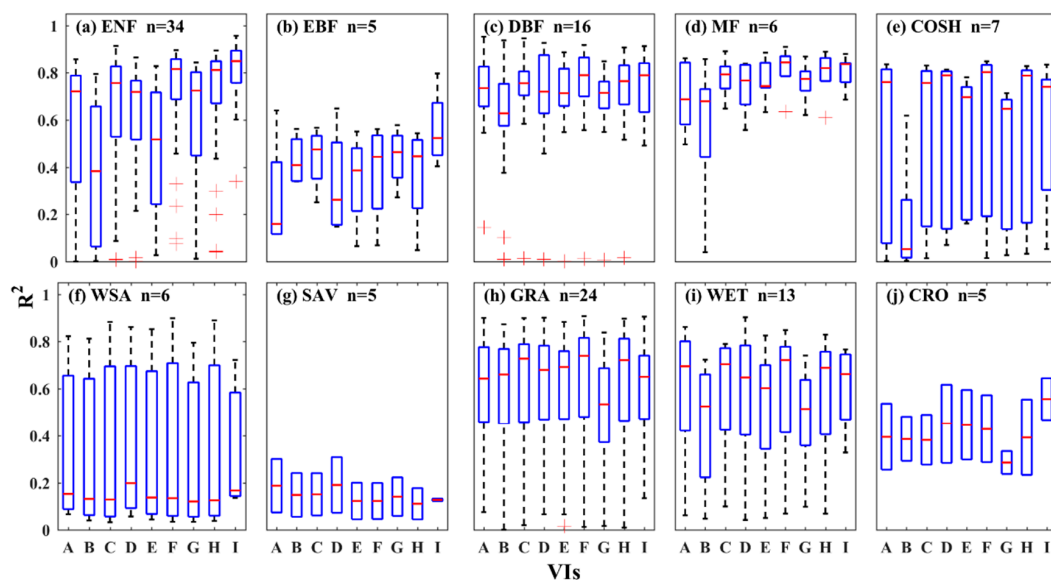 (a) ENF n=34
(b) EBF n=5
(c) DBF n=16
(d) MF n=6
(e) COSH n=7
1
0.8
0.6
0.4
0.2
0
R²
(f) WSA n=6
(g) SAV n=5
(h) GRA n=24
(i) WET n=13
(j) CRO n=5
1
0.8
0.6
0.4
0.2
0
A B C D E F G H I
A B C D E F G H I
A B C D E F G H I
A B C D E F G H I
A B C D E F G H I
VIs